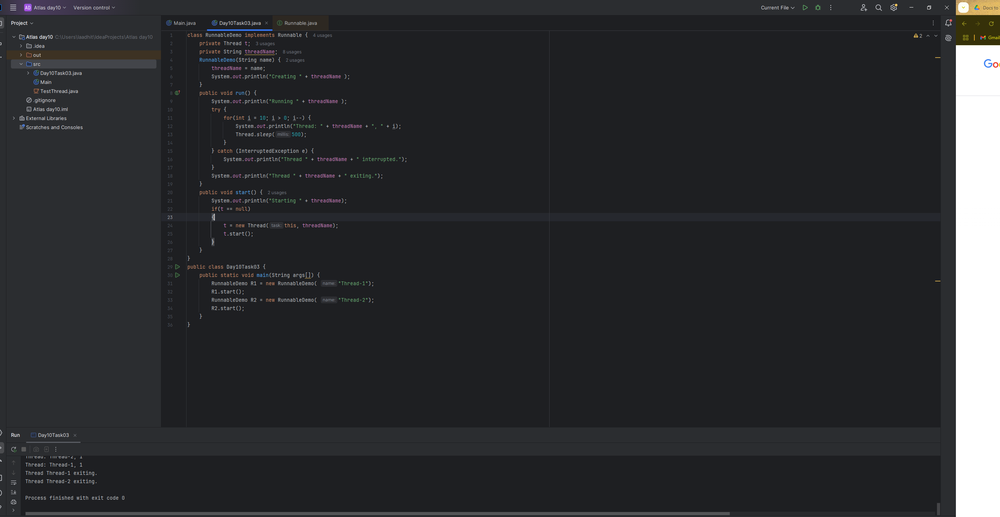 AD Atlas day10 Version control Current File
Docs to
Project
Main.java Day10Task03.java Runnable.java
Atlas day10 C:\Users\laadhit\IdeaProjects\Atlas day10
.idea
out
src
Day10Task03.java
Main
TestThread.java
.gitignore
Atlas day10.iml
External Libraries
Scratches and Consoles
2
Gmail
1 class RunnableDemo implements Runnable { 4 usages
2 private Thread t; 3 usages
3 private String threadName; 8 usages
4 RunnableDemo(String name) { 2 usages
5 threadName = name;
6 System.out.println("Creating " + threadName );
7 }
8 public void run() {
9 System.out.println("Running " + threadName );
10 try {
11 for(int i = 10; i > 0; i--) {
12 System.out.println("Thread: " + threadName + ", " + i);
13 Thread.sleep( millis: 500);
14 }
15 } catch (InterruptedException e) {
16 System.out.println("Thread " + threadName + " interrupted.");
17 }
18 System.out.println("Thread " + threadName + " exiting.");
19 }
20 public void start() { 2 usages
21 System.out.println("Starting " + threadName);
22 if(t == null)
23 {
24 t = new Thread( task: this, threadName);
25 t.start();
26 }
27 }
28 }
29 public class Day10Task03 {
30 public static void main(String args[]) {
31 RunnableDemo R1 = new RunnableDemo( name: "Thread-1");
32 R1.start();
33 RunnableDemo R2 = new RunnableDemo( name: "Thread-2");
34 R2.start();
35 }
36 }
Run Day10Task03
Thread: Thread-2, 1
Thread: Thread-1, 1
Thread Thread-1 exiting.
Thread Thread-2 exiting.
Process finished with exit code 0